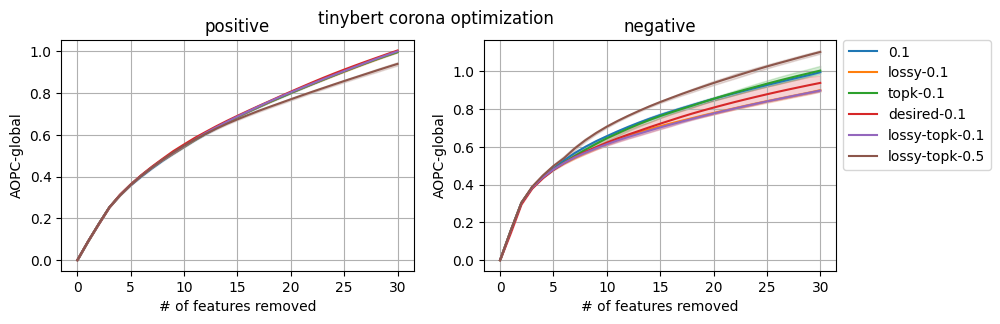 tinybert corona optimization
positive
1.0
0.8
0.6
0.4
0.2
0.0
AOPC-global
0 5 10 15 20 25 30
# of features removed
negative
1.0
0.8
0.6
0.4
0.2
0.0
AOPC-global
0 5 10 15 20 25 30
# of features removed
0.1
lossy-0.1
topk-0.1
desired-0.1
lossy-topk-0.1
lossy-topk-0.5